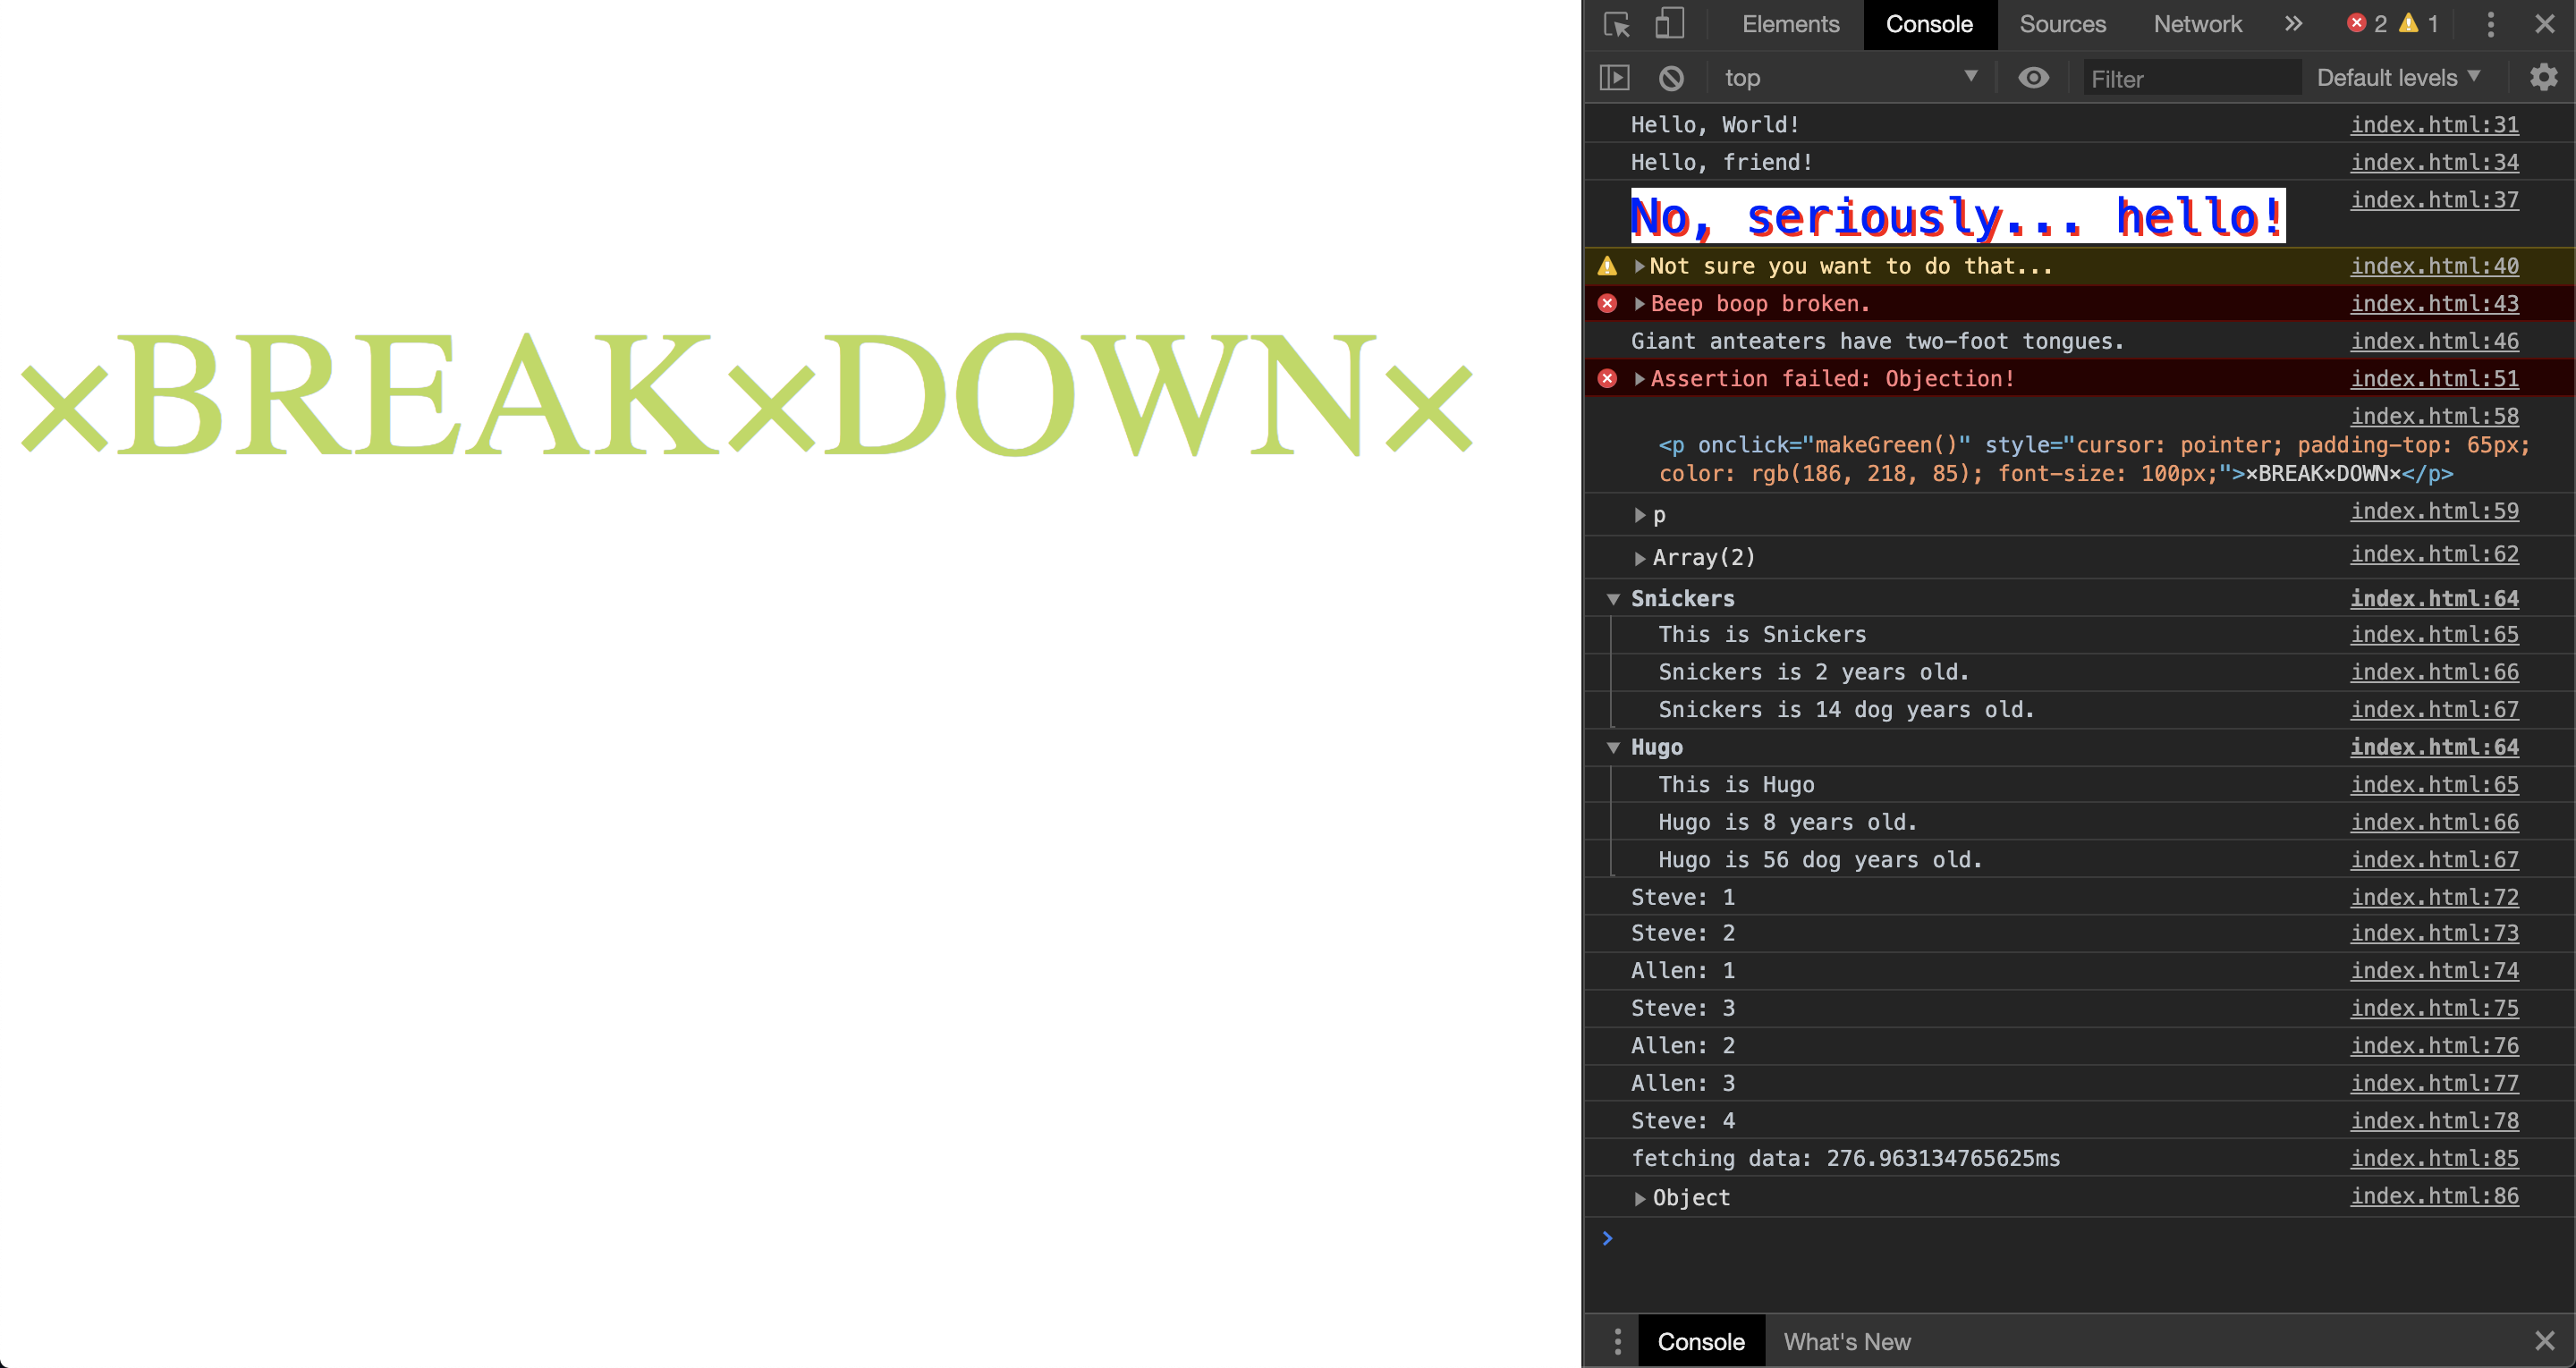 ×BREAK×DOWN×
Elements Console Sources Network » 2 1
top Filter Default levels
Hello, World! index.html:31
Hello, friend! index.html:34
No, seriously... hello! index.html:37
Not sure you want to do that... index.html:40
Beep boop broken. index.html:43
Giant anteaters have two-foot tongues. index.html:46
Assertion failed: Objection! index.html:51
index.html:58
<p onclick="makeGreen()" style="cursor: pointer; padding-top: 65px;
color: rgb(186, 218, 85); font-size: 100px;">×BREAK×DOWN×</p>
p index.html:59
Array(2) index.html:62
Snickers index.html:64
This is Snickers index.html:65
Snickers is 2 years old. index.html:66
Snickers is 14 dog years old. index.html:67
Hugo index.html:64
This is Hugo index.html:65
Hugo is 8 years old. index.html:66
Hugo is 56 dog years old. index.html:67
Steve: 1 index.html:72
Steve: 2 index.html:73
Allen: 1 index.html:74
Steve: 3 index.html:75
Allen: 2 index.html:76
Allen: 3 index.html:77
Steve: 4 index.html:78
fetching data: 276.963134765625ms index.html:85
Object index.html:86
Console What's New